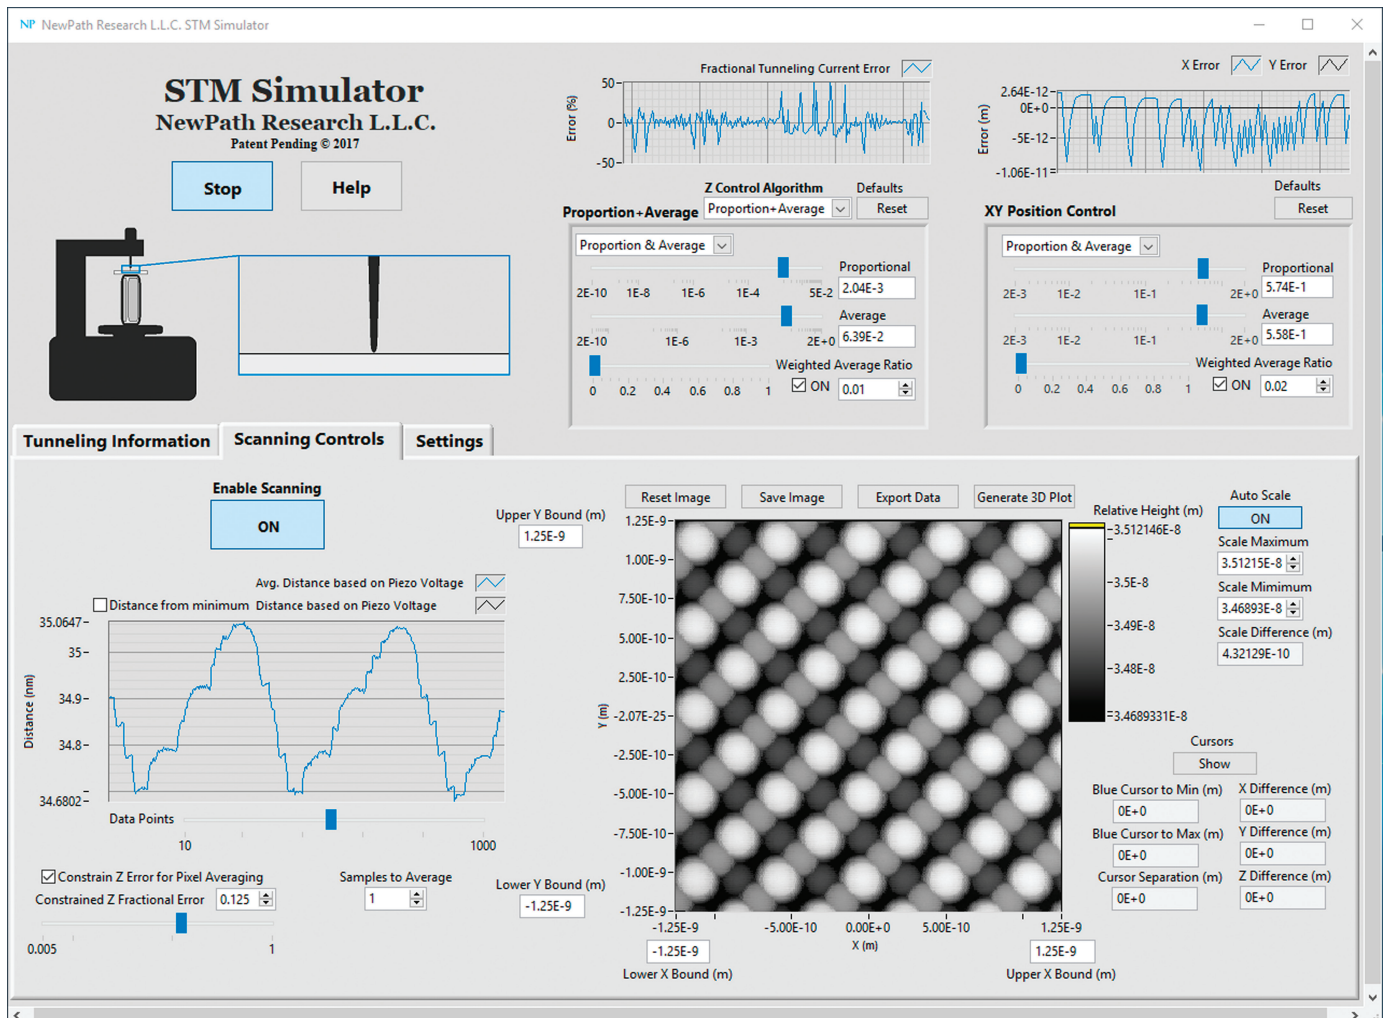 NP NewPath Research L.L.C. STM Simulator
STM Simulator
NewPath Research L.L.C.
Patent Pending © 2017
Stop
Help
Fractional Tunneling Current Error
Error (%)
50
0
-50
X Error
Y Error
Error (m)
2.64E-12
0E+0
-5E-12
-1.06E-11
Z Control Algorithm
Defaults
Proportion+Average
Proportion+Average
Reset
Proportion & Average
Proportional
2E-10 1E-8 1E-6 1E-4 5E-2
2.04E-3
Average
2E-10 1E-6 1E-3 2E+0
6.39E-2
Weighted Average Ratio
0 0.2 0.4 0.6 0.8 1
ON
0.01
Defaults
XY Position Control
Reset
Proportion & Average
Proportional
2E-3 1E-2 1E-1 2E+0
5.74E-1
Average
2E-3 1E-2 1E-1 2E+0
5.58E-1
Weighted Average Ratio
0 0.2 0.4 0.6 0.8 1
ON
0.02
Tunneling Information
Scanning Controls
Settings
Enable Scanning
ON
Avg. Distance based on Piezo Voltage
Distance from minimum
Distance based on Piezo Voltage
Distance (nm)
35.0647
35
34.9
34.8
34.6802
Data Points
10 1000
Constrain Z Error for Pixel Averaging
Constrained Z Fractional Error
0.125
0.005 1
Samples to Average
1
Upper Y Bound (m)
1.25E-9
Lower Y Bound (m)
-1.25E-9
Reset Image
Save Image
Export Data
Generate 3D Plot
Y (m)
1.25E-9
1.00E-9
7.50E-10
5.00E-10
2.50E-10
-2.07E-25
-2.50E-10
-5.00E-10
-7.50E-10
-1.00E-9
-1.25E-9
-1.25E-9 -5.00E-10 0.00E+0 5.00E-10 1.25E-9
X (m)
-1.25E-9
Lower X Bound (m)
1.25E-9
Upper X Bound (m)
Relative Height (m)
3.512146E-8
3.5E-8
3.49E-8
3.48E-8
3.4689331E-8
Auto Scale
ON
Scale Maximum
3.51215E-8
Scale Mimimum
3.46893E-8
Scale Difference (m)
4.32129E-10
Cursors
Show
Blue Cursor to Min (m)
0E+0
X Difference (m)
0E+0
Blue Cursor to Max (m)
0E+0
Y Difference (m)
0E+0
Cursor Separation (m)
0E+0
Z Difference (m)
0E+0